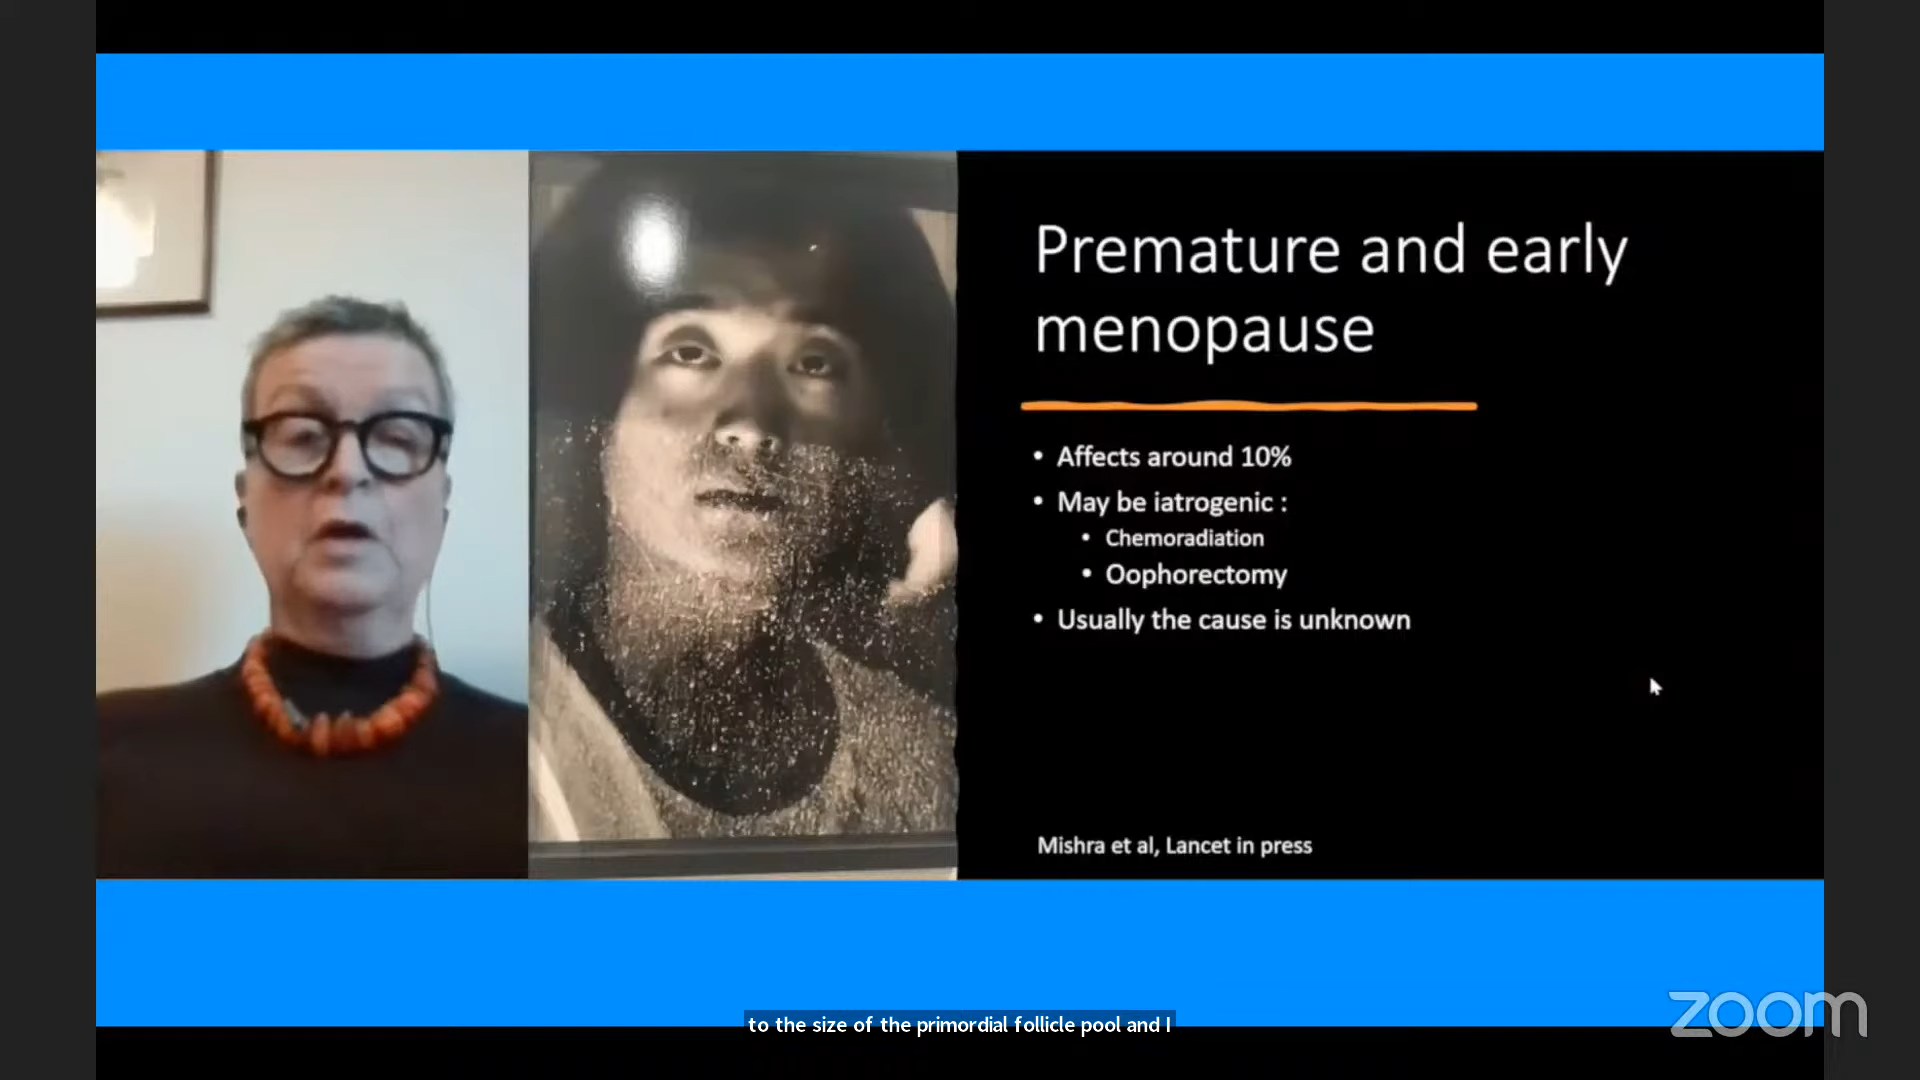 Premature and early
menopause
• Affects around 10%
• May be iatrogenic :
• Chemoradiation
• Oophorectomy
• Usually the cause is unknown
Mishra et al, Lancet in press
to the size of the primordial follicle pool and I
zoom